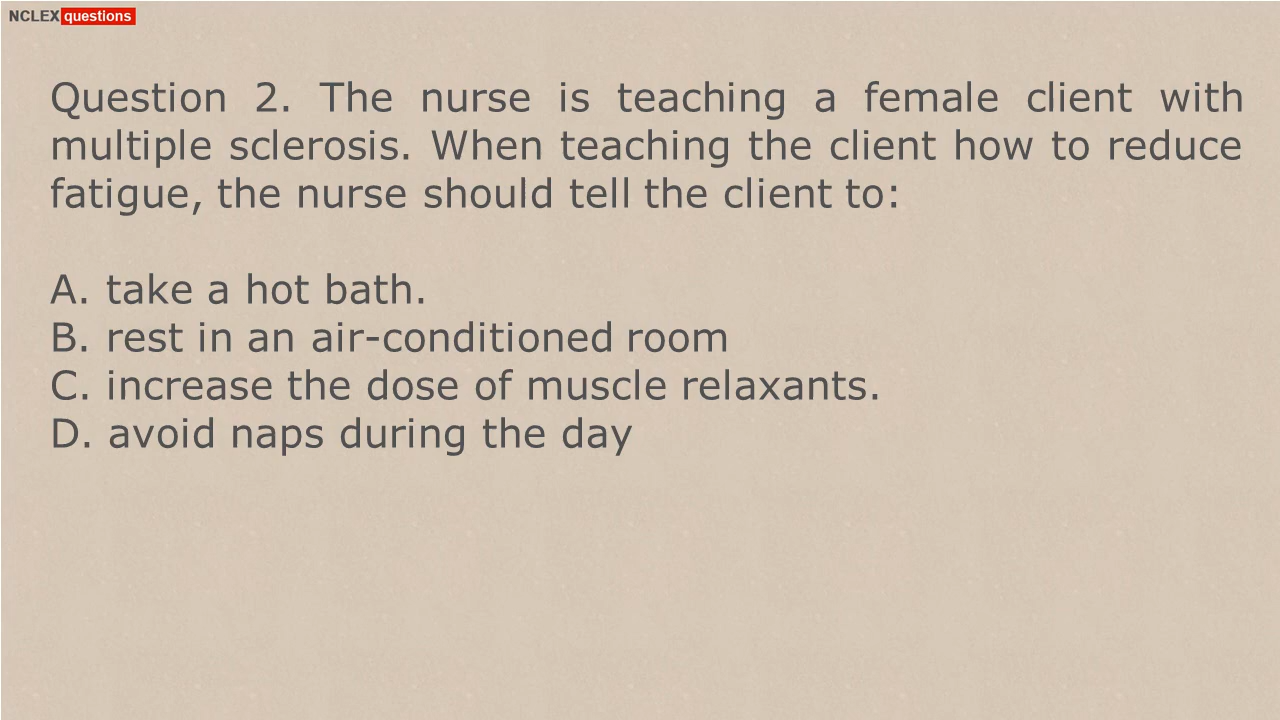 NCLEX questions
Question 2. The nurse is teaching a female client with
multiple sclerosis. When teaching the client how to reduce
fatigue, the nurse should tell the client to:
A. take a hot bath.
B. rest in an air-conditioned room
C. increase the dose of muscle relaxants.
D. avoid naps during the day